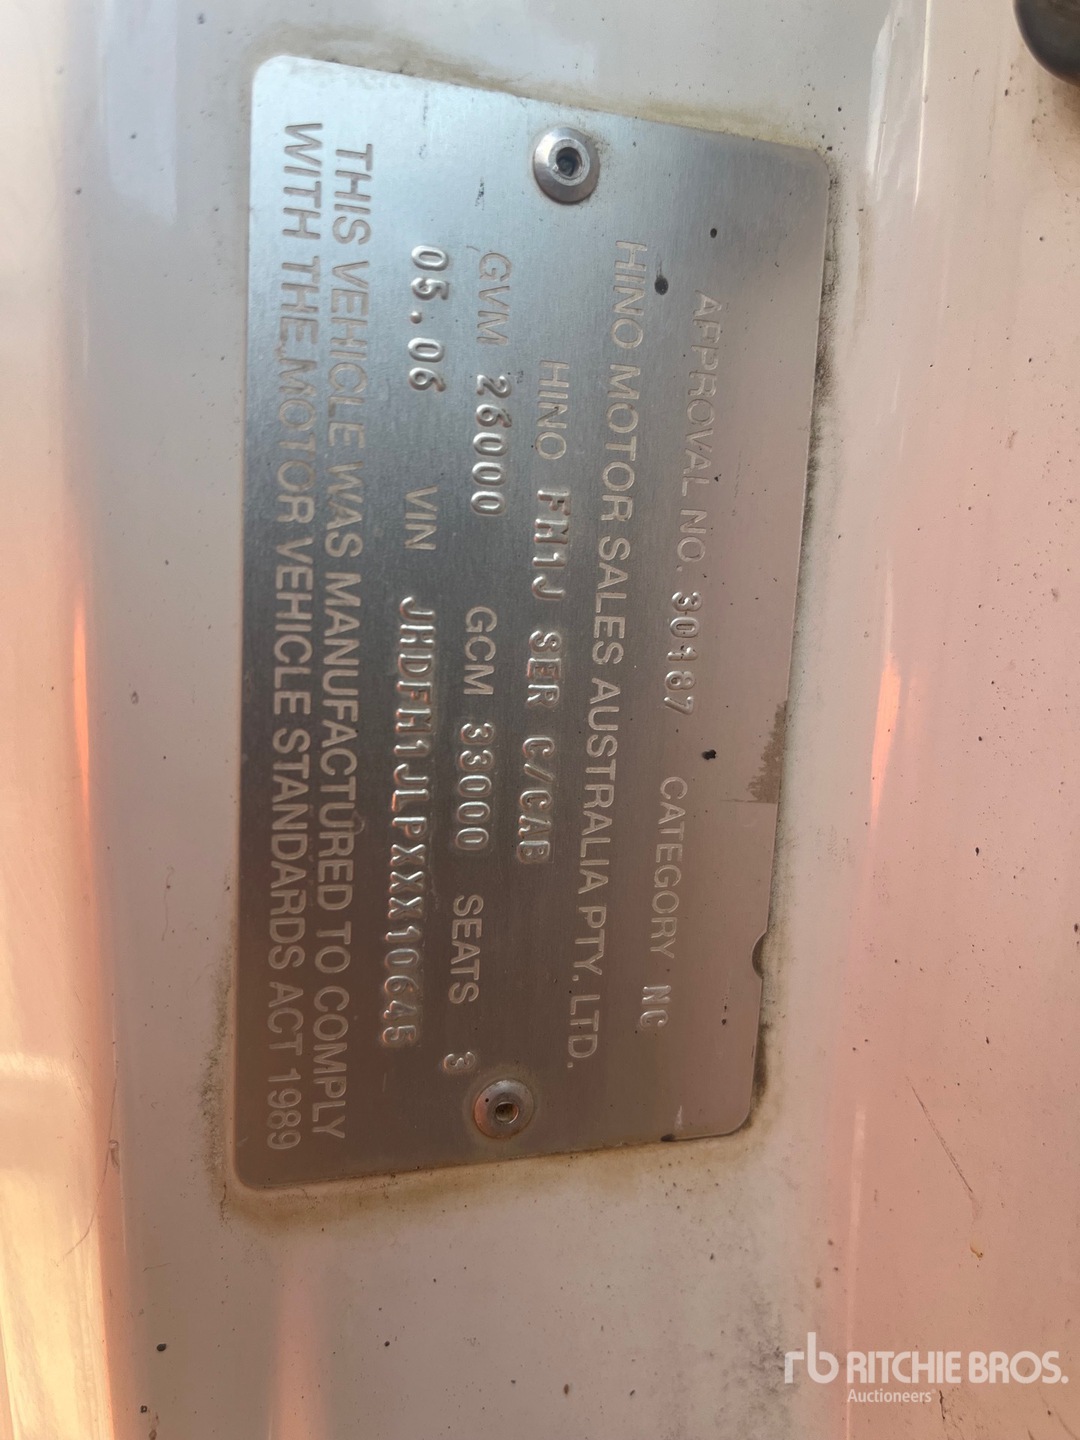 APPROVAL NO. 30187 CATEGORY NC
HINO MOTOR SALES AUSTRALIA PTY. LTD.
HINO FM1J SER C/CAB
GVM 26000 GCM 33000 SEATS 3
05.06 VIN JHDFM1JLPXXX10645
THIS VEHICLE WAS MANUFACTURED TO COMPLY
WITH THE MOTOR VEHICLE STANDARDS ACT 1989
rb RITCHIE BROS.
Auctioneers